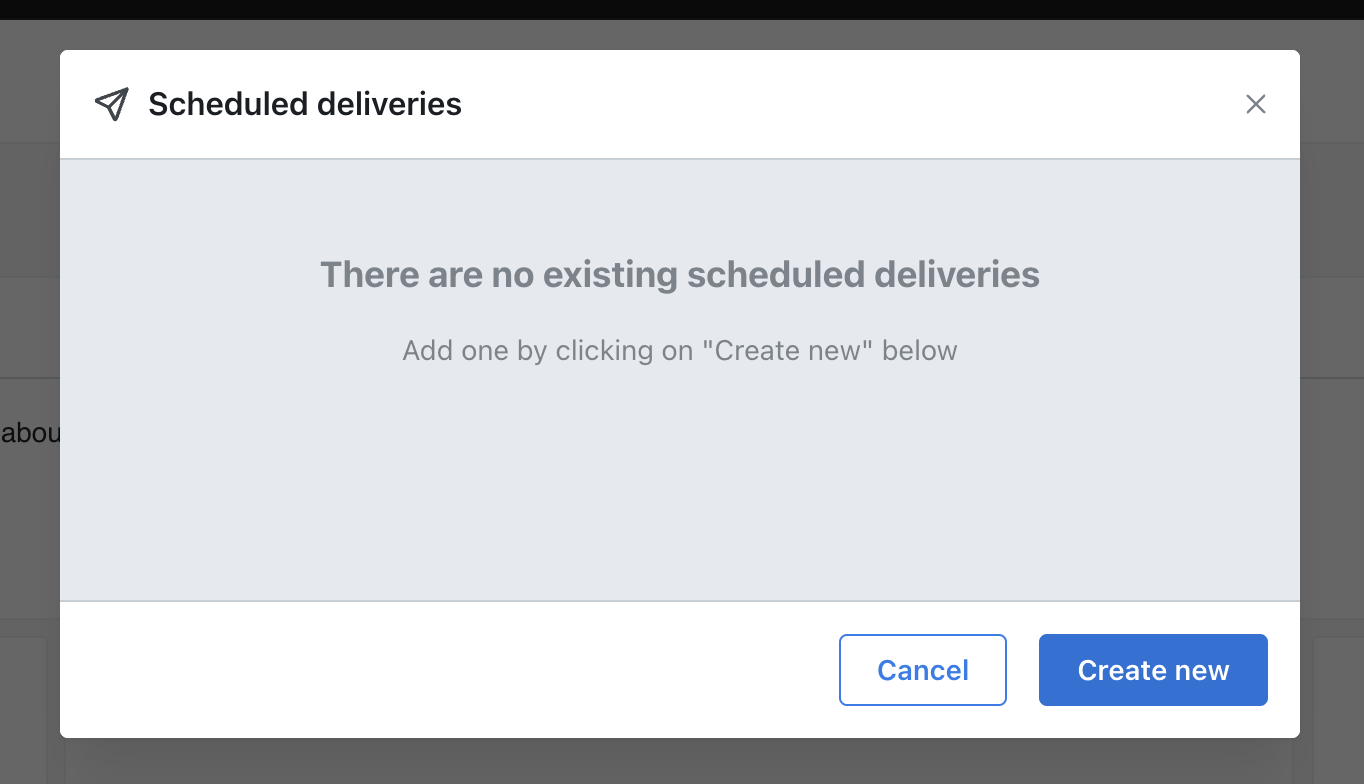 Scheduled deliveries
There are no existing scheduled deliveries
Add one by clicking on "Create new" below
abou
Cancel
Create new